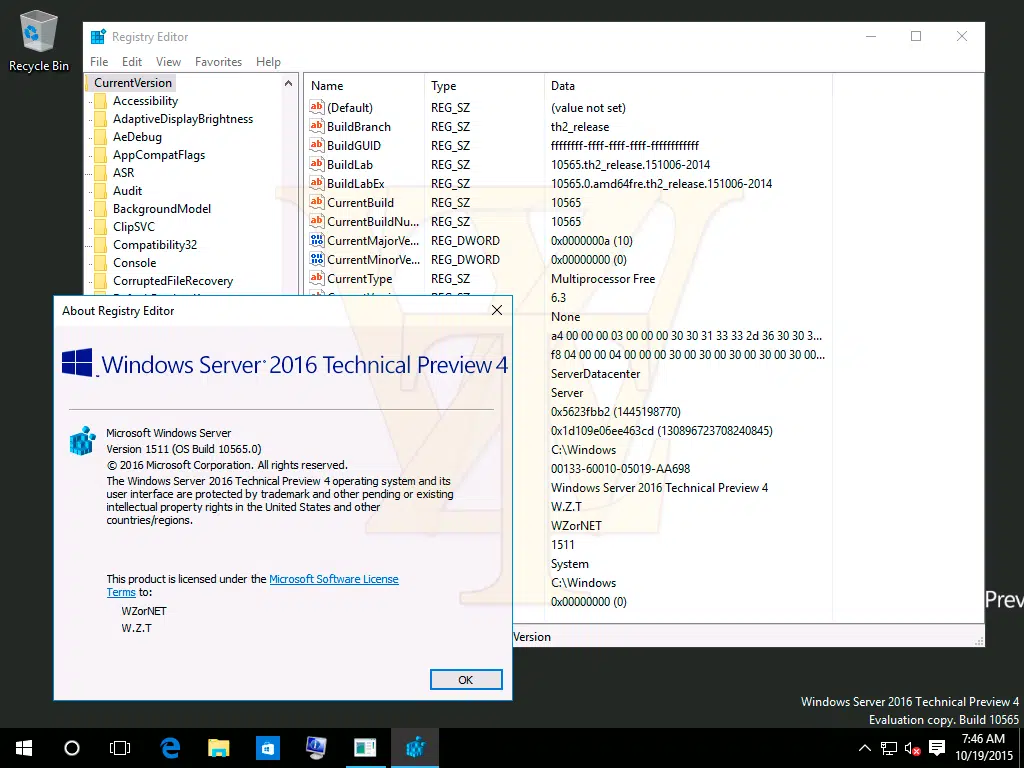 Recycle Bin
Registry Editor
File Edit View Favorites Help
CurrentVersion
Accessibility
AdaptiveDisplayBrightness
AeDebug
AppCompatFlags
ASR
Audit
BackgroundModel
ClipSVC
Compatibility32
Console
CorruptedFileRecovery
Name Type Data
(Default) REG_SZ (value not set)
BuildBranch REG_SZ th2_release
BuildGUID REG_SZ ffffffff-ffff-ffff-ffff-ffffffffffff
BuildLab REG_SZ 10565.th2_release.151006-2014
BuildLabEx REG_SZ 10565.0.amd64fre.th2_release.151006-2014
CurrentBuild REG_SZ 10565
CurrentBuildNu... REG_SZ 10565
CurrentMajorVe... REG_DWORD 0x0000000a (10)
CurrentMinorVe... REG_DWORD 0x00000000 (0)
CurrentType REG_SZ Multiprocessor Free
6.3
None
a4 00 00 00 03 00 00 00 30 30 31 33 33 2d 36 30 30 3...
f8 04 00 00 04 00 00 00 30 00 30 00 30 00 30 00 30 00...
ServerDatacenter
Server
0x5623fbb2 (1445198770)
0x1d109e06ee463cd (130896723708240845)
C:\Windows
00133-60010-05019-AA698
Windows Server 2016 Technical Preview 4
W.Z.T
WZorNET
1511
System
C:\Windows
0x00000000 (0)
Version
About Registry Editor
Windows Server 2016 Technical Preview 4
Microsoft Windows Server
Version 1511 (OS Build 10565.0)
© 2016 Microsoft Corporation. All rights reserved.
The Windows Server 2016 Technical Preview 4 operating system and its
user interface are protected by trademark and other pending or existing
intellectual property rights in the United States and other
countries/regions.
This product is licensed under the Microsoft Software License
Terms to:
WZorNET
W.Z.T
OK
Prev
Windows Server 2016 Technical Preview 4
Evaluation copy. Build 10565
7:46 AM
10/19/2015